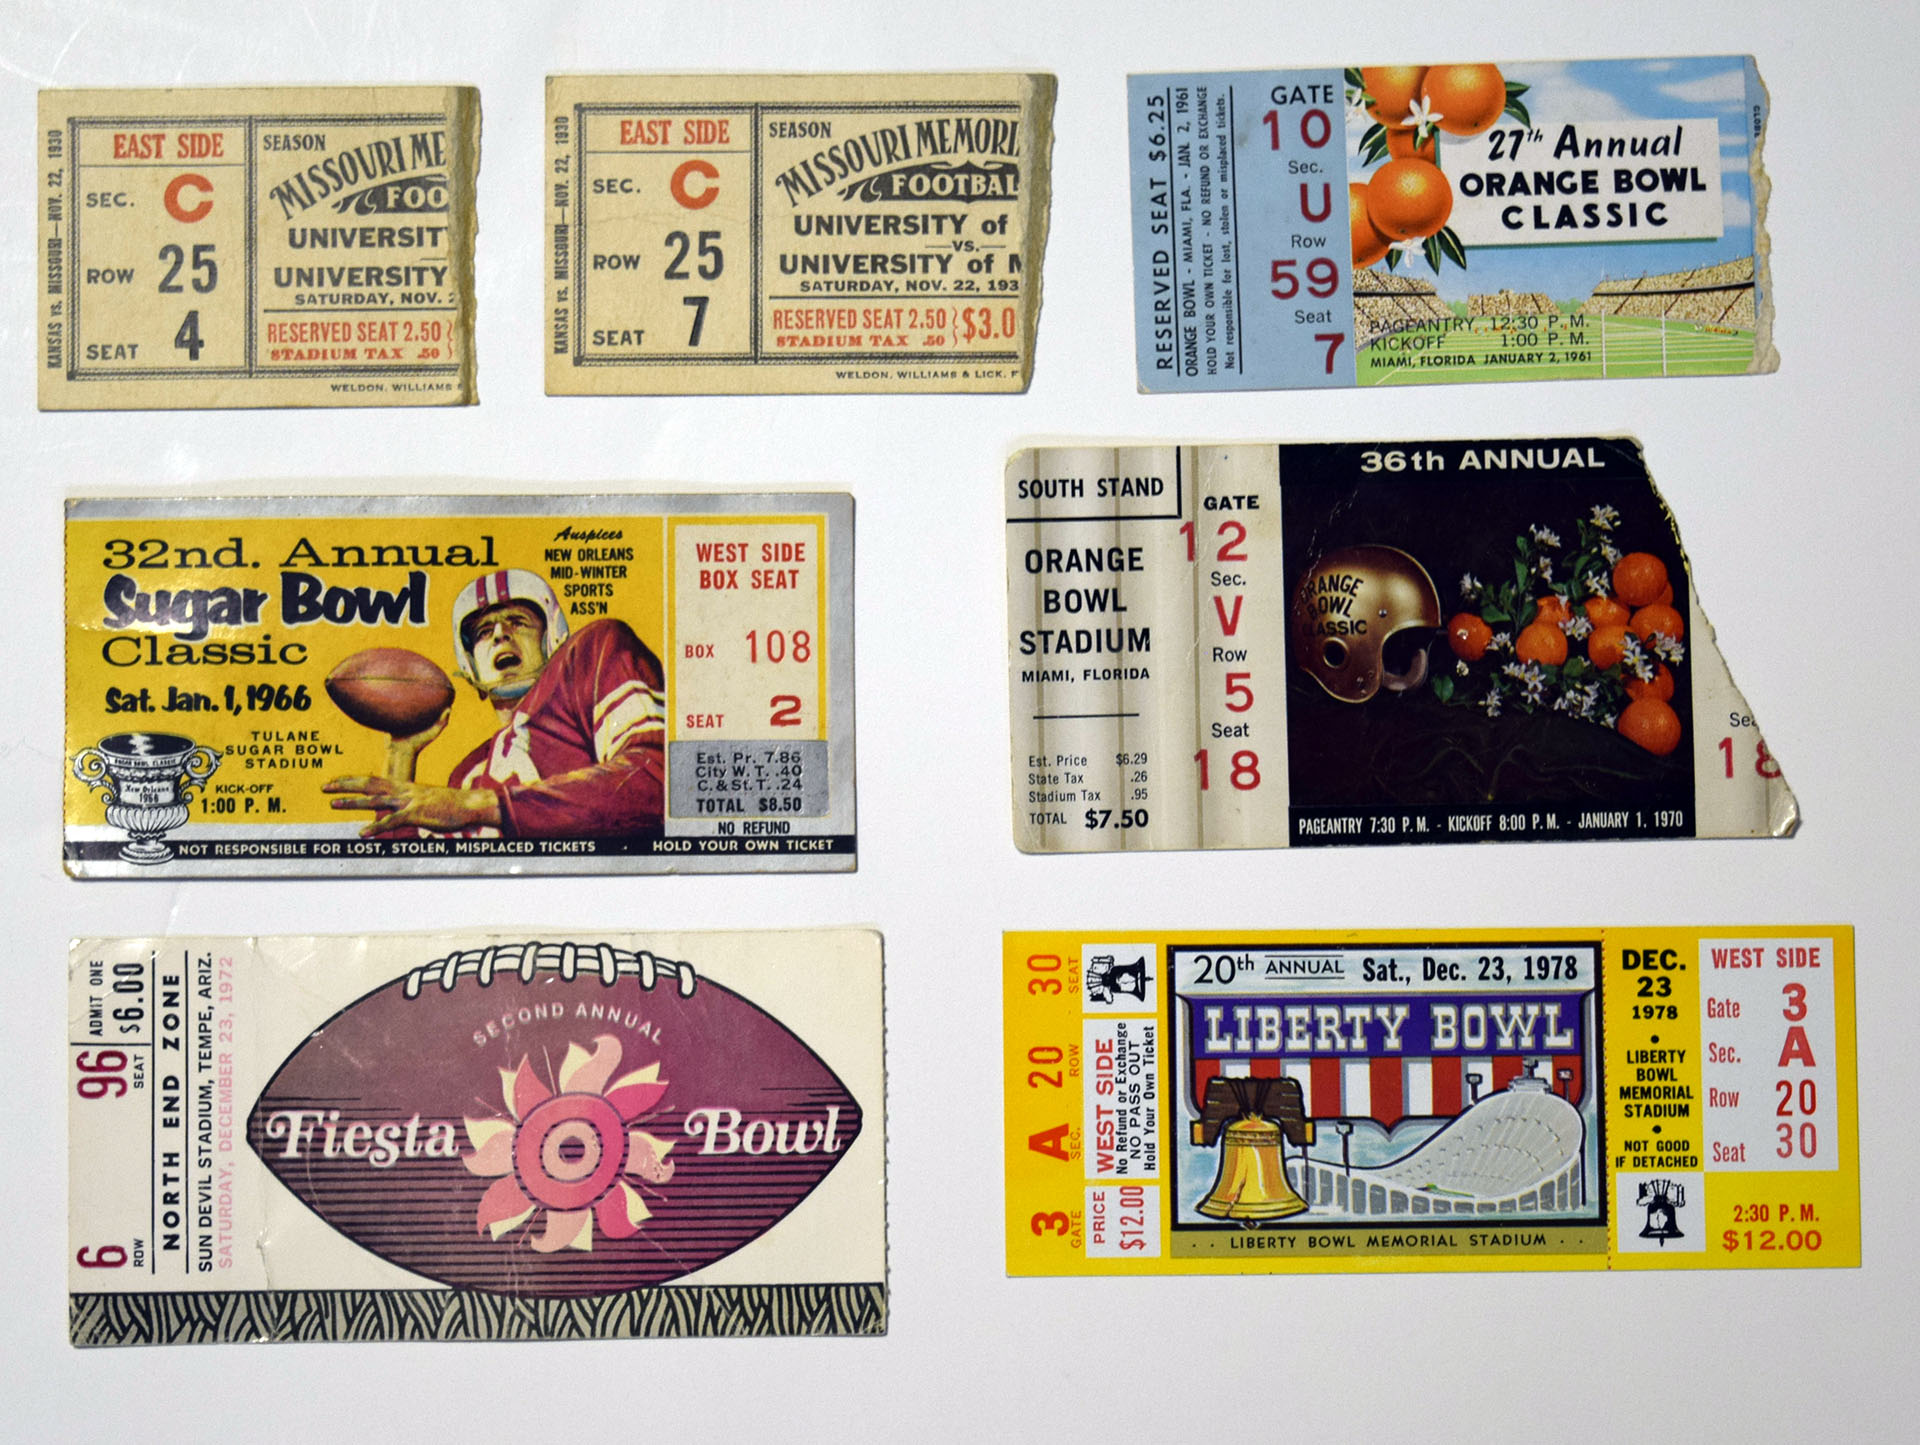 KANSAS vs. MISSOURI—NOV. 22, 1930
EAST SIDE
SEC. C
ROW 25
SEAT 4
SEASON
MISSOURI ME
FOO
UNIVERSIT
UNIVERSITY
SATURDAY, NOV. 2
RESERVED SEAT 2.50
STADIUM TAX .50
WELDON, WILLIAMS &
KANSAS vs. MISSOURI—NOV. 22, 1930
EAST SIDE
SEC. C
ROW 25
SEAT 7
SEASON
MISSOURI MEMORI
FOOTBAL
UNIVERSITY of
—VS.—
UNIVERSITY of M
SATURDAY, NOV. 22, 193
RESERVED SEAT 2.50
STADIUM TAX .50
$3.0
WELDON, WILLIAMS & LICK, F
RESERVED SEAT $6.25
ORANGE BOWL - MIAMI, FLA. - JAN. 2, 1961
HOLD YOUR OWN TICKET - NO REFUND OR EXCHANGE
Not responsible for lost, stolen or misplaced tickets.
GATE
10
Sec.
U
Row
59
Seat
7
27th Annual
ORANGE BOWL
CLASSIC
PAGEANTRY 12:30 P. M.
KICKOFF 1:00 P. M.
MIAMI, FLORIDA JANUARY 2, 1961
GLOBE
32nd. Annual
Sugar Bowl
Classic
Sat. Jan. 1, 1966
TULANE
SUGAR BOWL
STADIUM
KICK-OFF
1:00 P. M.
SUGAR BOWL CLASSIC
New Orleans
1966
Auspices
NEW ORLEANS
MID-WINTER
SPORTS
ASS'N
WEST SIDE
BOX SEAT
BOX 108
SEAT 2
Est. Pr. 7.86
City W. T. .40
C. & St. T. .24
TOTAL $8.50
NO REFUND
NOT RESPONSIBLE FOR LOST, STOLEN, MISPLACED TICKETS - HOLD YOUR OWN TICKET
SOUTH STAND
ORANGE
BOWL
STADIUM
MIAMI, FLORIDA
Est. Price $6.29
State Tax .26
Stadium Tax .95
TOTAL $7.50
GATE
12
Sec.
V
Row
5
Seat
18
36th ANNUAL
ORANGE
BOWL
CLASSIC
PAGEANTRY 7:30 P. M. - KICKOFF 8:00 P. M. - JANUARY 1, 1970
Sea
18
ADMIT ONE
$6.00
96
SEAT
6
ROW
NORTH END ZONE
SUN DEVIL STADIUM, TEMPE, ARIZ.
SATURDAY, DECEMBER 23, 1972
SECOND ANNUAL
Fiesta Bowl
30
SEAT
20
ROW
A
SEC.
3
GATE
WEST SIDE
No Refund or Exchange
NO PASS OUT
Hold Your Own Ticket
PRICE
$12.00
20th ANNUAL Sat., Dec. 23, 1978
LIBERTY BOWL
. . LIBERTY BOWL MEMORIAL STADIUM . .
DEC.
23
1978
•
LIBERTY
BOWL
MEMORIAL
STADIUM
•
NOT GOOD
IF DETACHED
WEST SIDE
Gate 3
Sec. A
Row 20
Seat 30
2:30 P. M.
$12.00